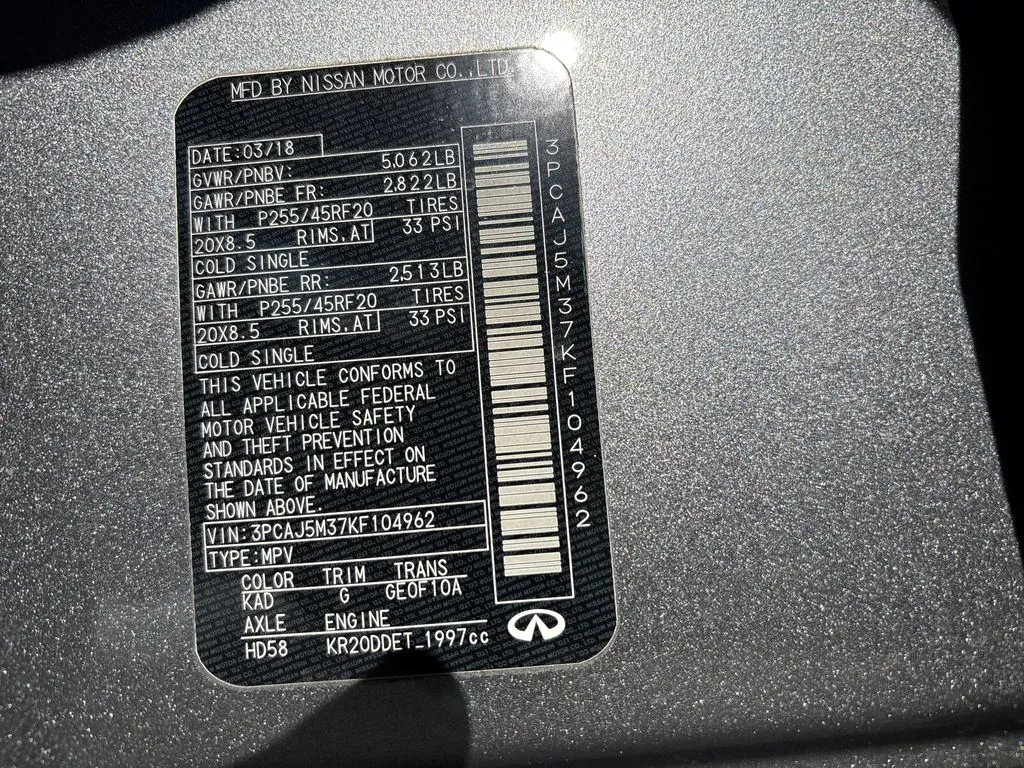 MFD BY NISSAN MOTOR CO.,LTD
DATE:03/18
GVWR/PNBV: 5,062LB
GAWR/PNBE FR: 2,822LB
WITH P255/45RF20 TIRES
20X8.5 RIMS,AT 33 PSI
COLD SINGLE
GAWR/PNBE RR: 2,513LB
WITH P255/45RF20 TIRES
20X8.5 RIMS,AT 33 PSI
COLD SINGLE
THIS VEHICLE CONFORMS TO
ALL APPLICABLE FEDERAL
MOTOR VEHICLE SAFETY
AND THEFT PREVENTION
STANDARDS IN EFFECT ON
THE DATE OF MANUFACTURE
SHOWN ABOVE.
VIN:3PCAJ5M37KF104962
TYPE:MPV
COLOR TRIM TRANS
KAD G GEOF10A
AXLE ENGINE
HD58 KR20DDET_1997cc
3PCAJ5M37KF104962